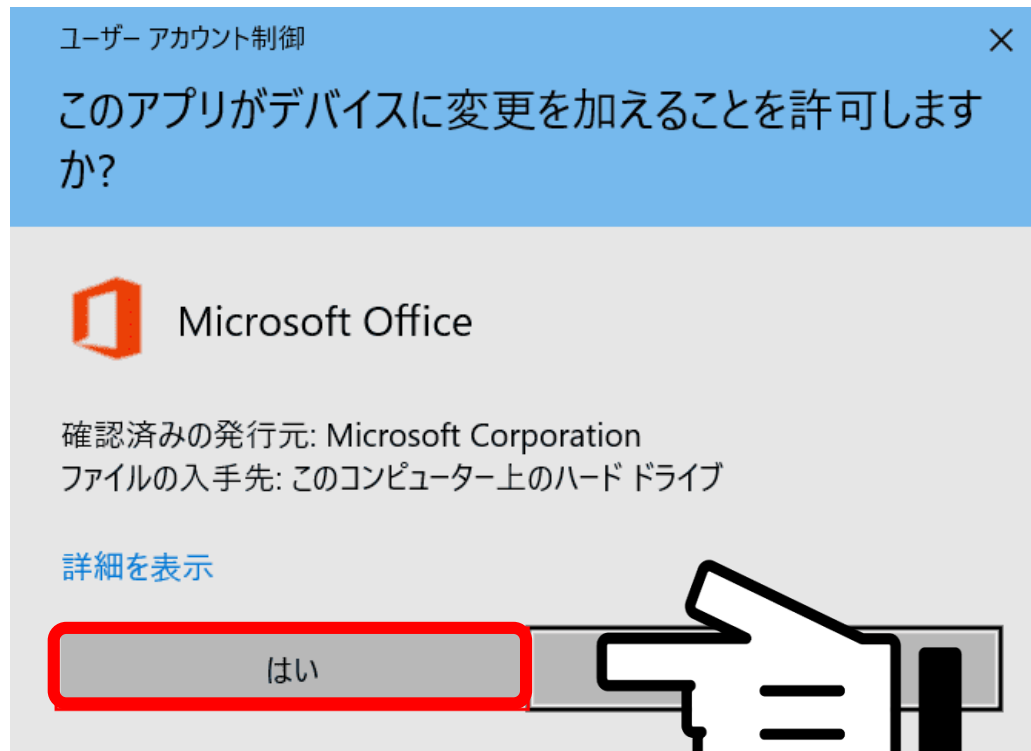 ユーザー アカウント制御
このアプリがデバイスに変更を加えることを許可します
か?
Microsoft Office
確認済みの発行元: Microsoft Corporation
ファイルの入手先: このコンピューター上のハード ドライブ
詳細を表示
はい